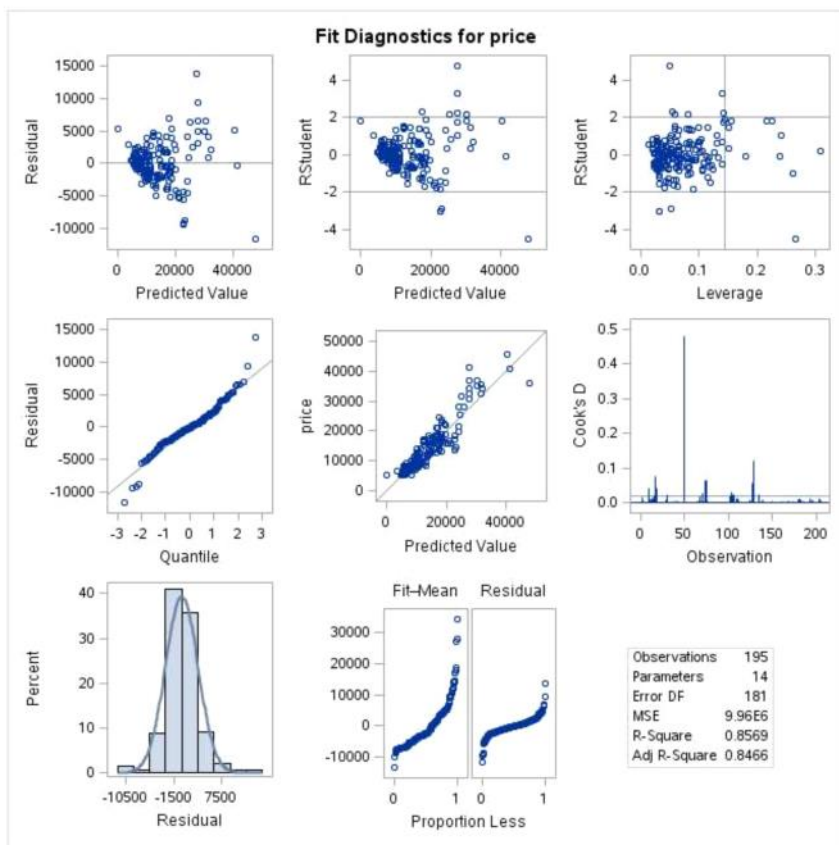 Fit Diagnostics for price
15000
10000
5000
0
-5000
-10000
Residual
0 20000 40000
Predicted Value
4
2
0
-2
-4
RStudent
0 20000 40000
Predicted Value
4
2
0
-2
-4
RStudent
0.0 0.1 0.2 0.3
Leverage
15000
10000
5000
0
-5000
-10000
Residual
-3 -2 -1 0 1 2 3
Quantile
50000
40000
30000
20000
10000
0
price
0 20000 40000
Predicted Value
0.5
0.4
0.3
0.2
0.1
0.0
Cook's D
0 50 100 150 200
Observation
40
30
20
10
0
Percent
-10500 -1500 7500
Residual
Fit–Mean Residual
30000
20000
10000
0
-10000
0 1 0 1
Proportion Less
Observations 195
Parameters 14
Error DF 181
MSE 9.96E6
R-Square 0.8569
Adj R-Square 0.8466